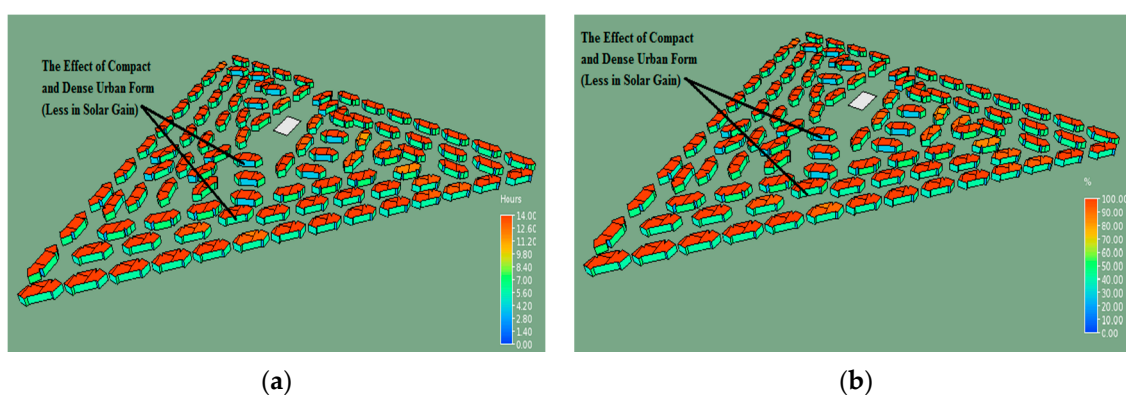 The Effect of Compact
and Dense Urban Form
(Less in Solar Gain)
Hours
14.00
12.60
11.20
9.80
8.40
7.00
5.60
4.20
2.80
1.40
0.00
(a)
The Effect of Compact
and Dense Urban Form
(Less in Solar Gain)
%
100.00
90.00
80.00
70.00
60.00
50.00
40.00
30.00
20.00
10.00
0.00
(b)